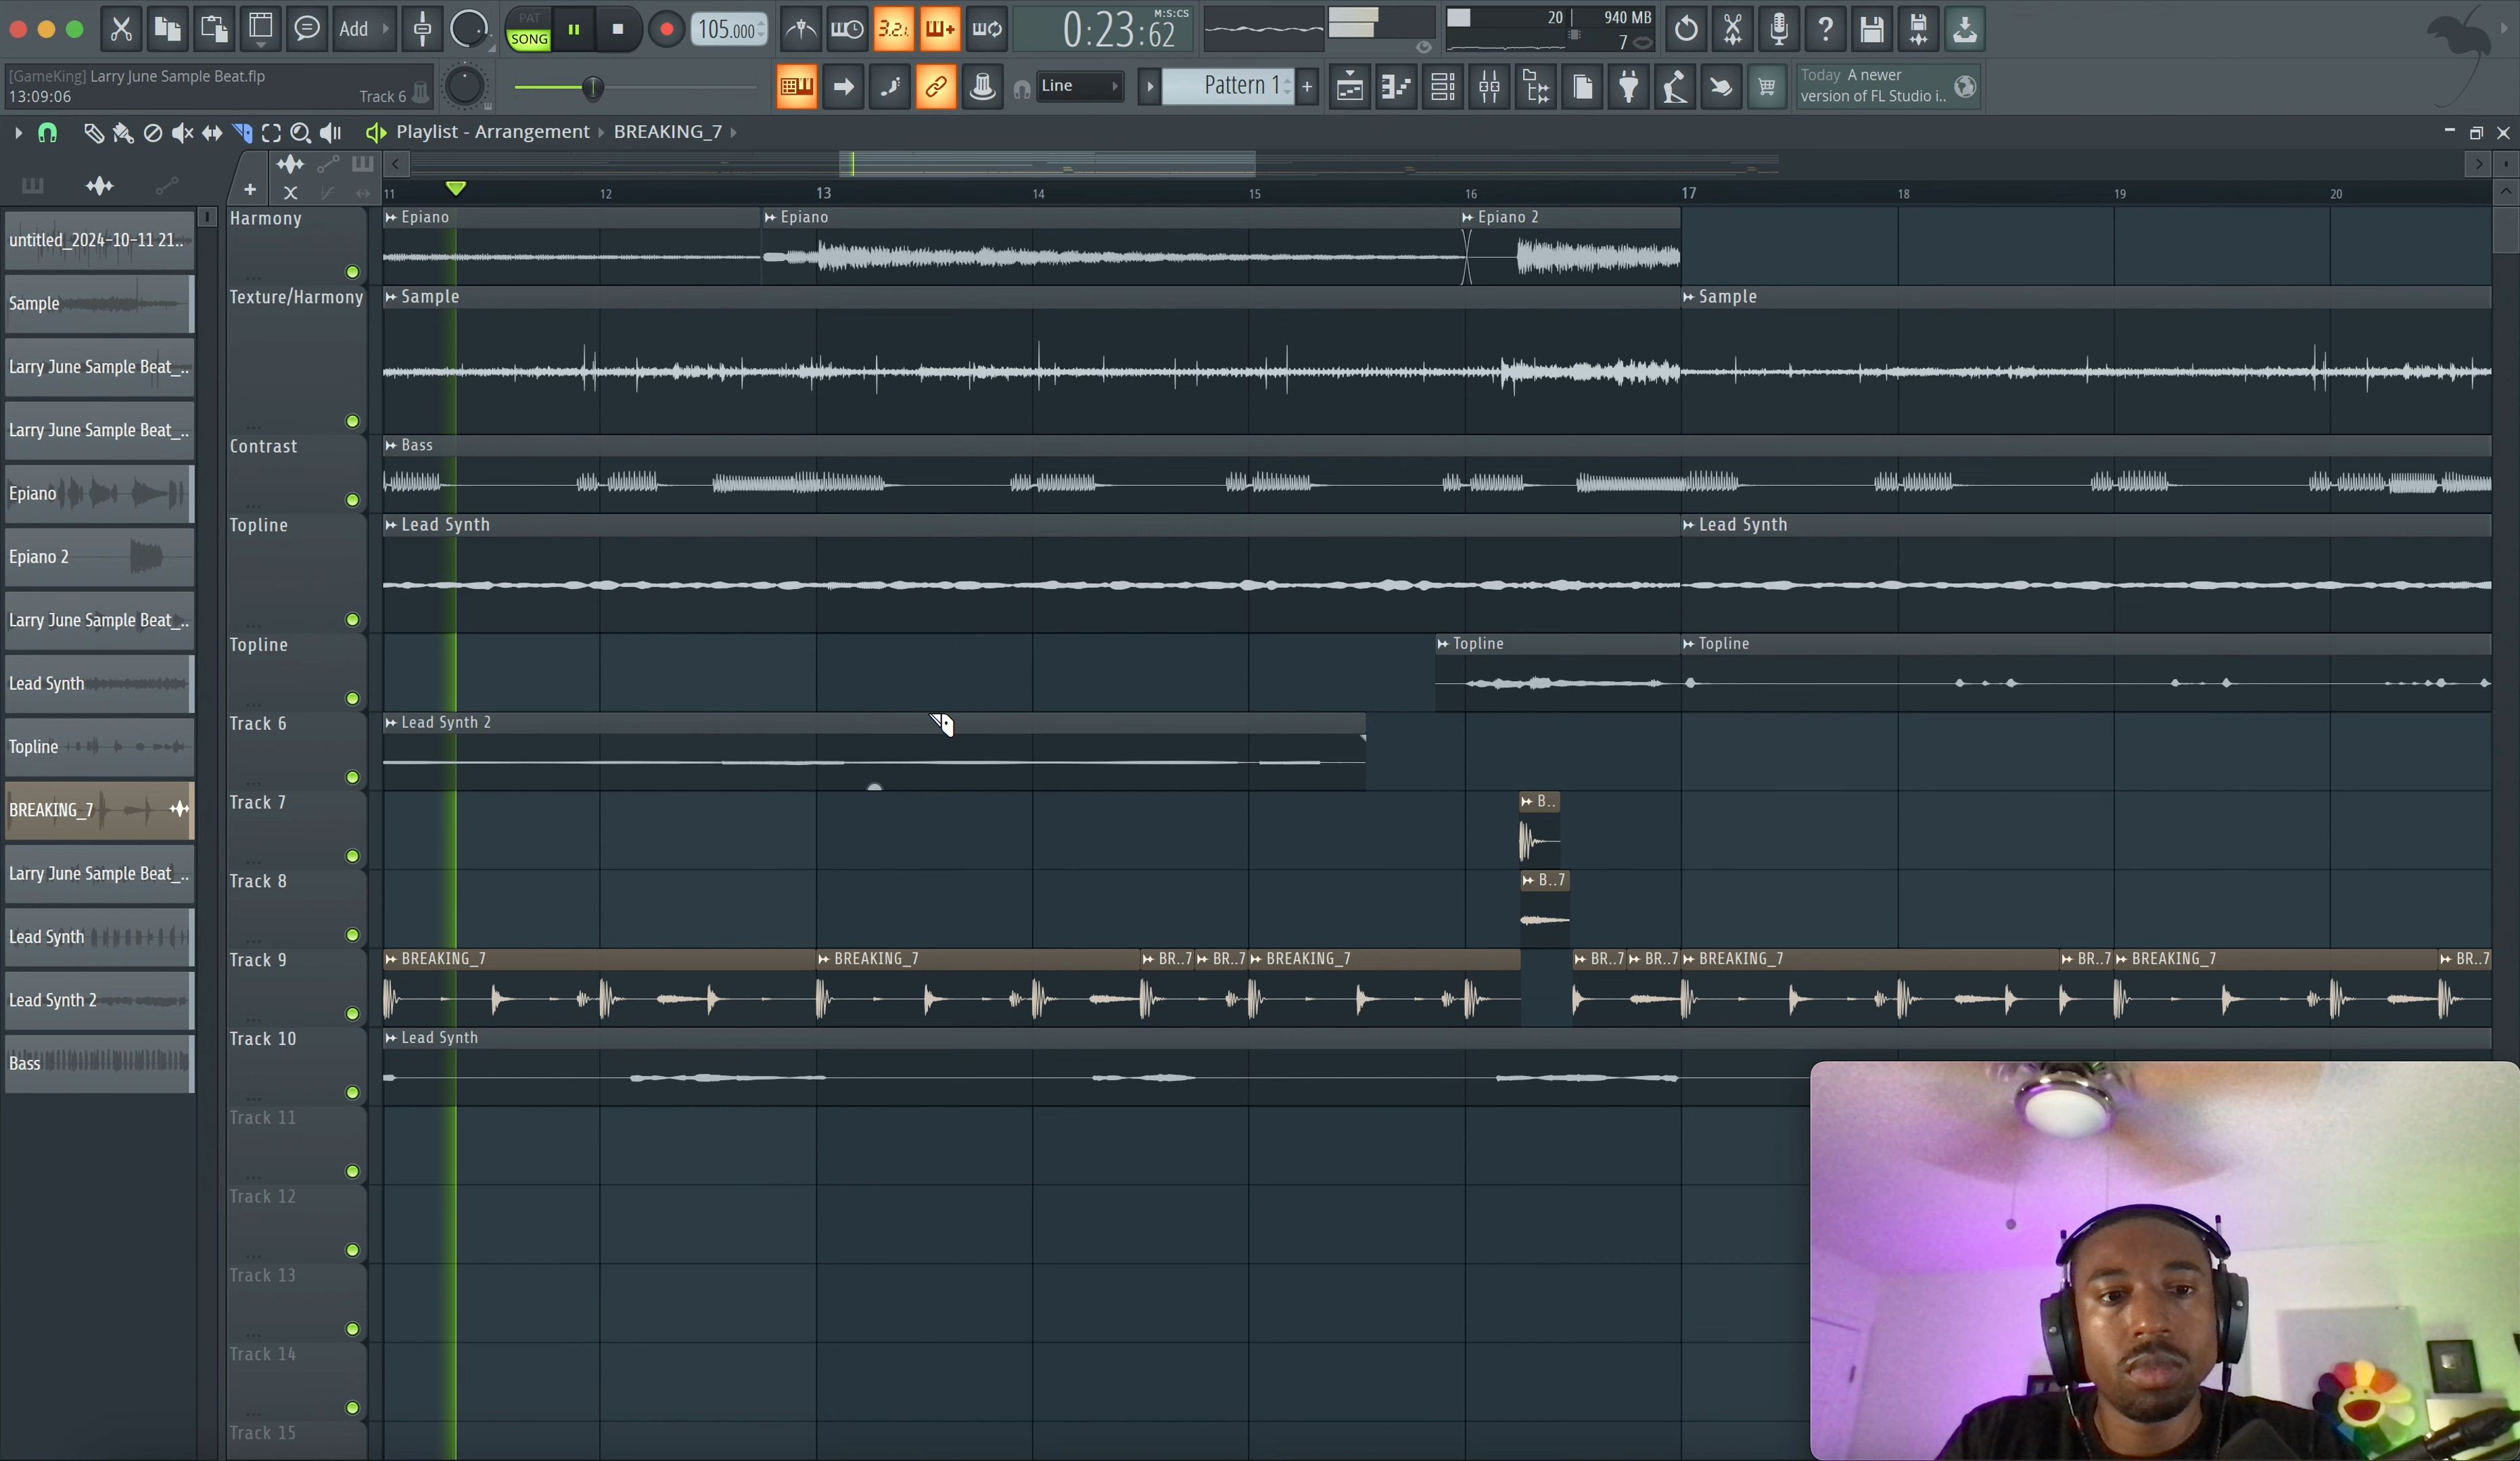 Add
PAT
SONG
105.000
3.2.
M:S:CS
0:23:62
20
940 MB
7
[GameKing] Larry June Sample Beat.flp
13:09:06
Track 6
Line
Pattern 1
+
Today A newer
version of FL Studio i..
Playlist - Arrangement
BREAKING_7
11
12
13
14
15
16
17
18
19
20
untitled_2024-10-11 21..
Sample
Larry June Sample Beat_..
Larry June Sample Beat_..
Epiano
Epiano 2
Larry June Sample Beat_..
Lead Synth
Topline
BREAKING_7
Larry June Sample Beat_..
Lead Synth
Lead Synth 2
Bass
Harmony
Epiano
Epiano
Epiano 2
Texture/Harmony
Sample
Sample
Contrast
Bass
Topline
Lead Synth
Lead Synth
Topline
Topline
Topline
Track 6
Lead Synth 2
Track 7
B..
Track 8
B..7
Track 9
BREAKING_7
BREAKING_7
BR..7
BR..7
BREAKING_7
BR..7
BR..7
BREAKING_7
BR..7
BREAKING_7
BR..7
Track 10
Lead Synth
Track 11
Track 12
Track 13
Track 14
Track 15